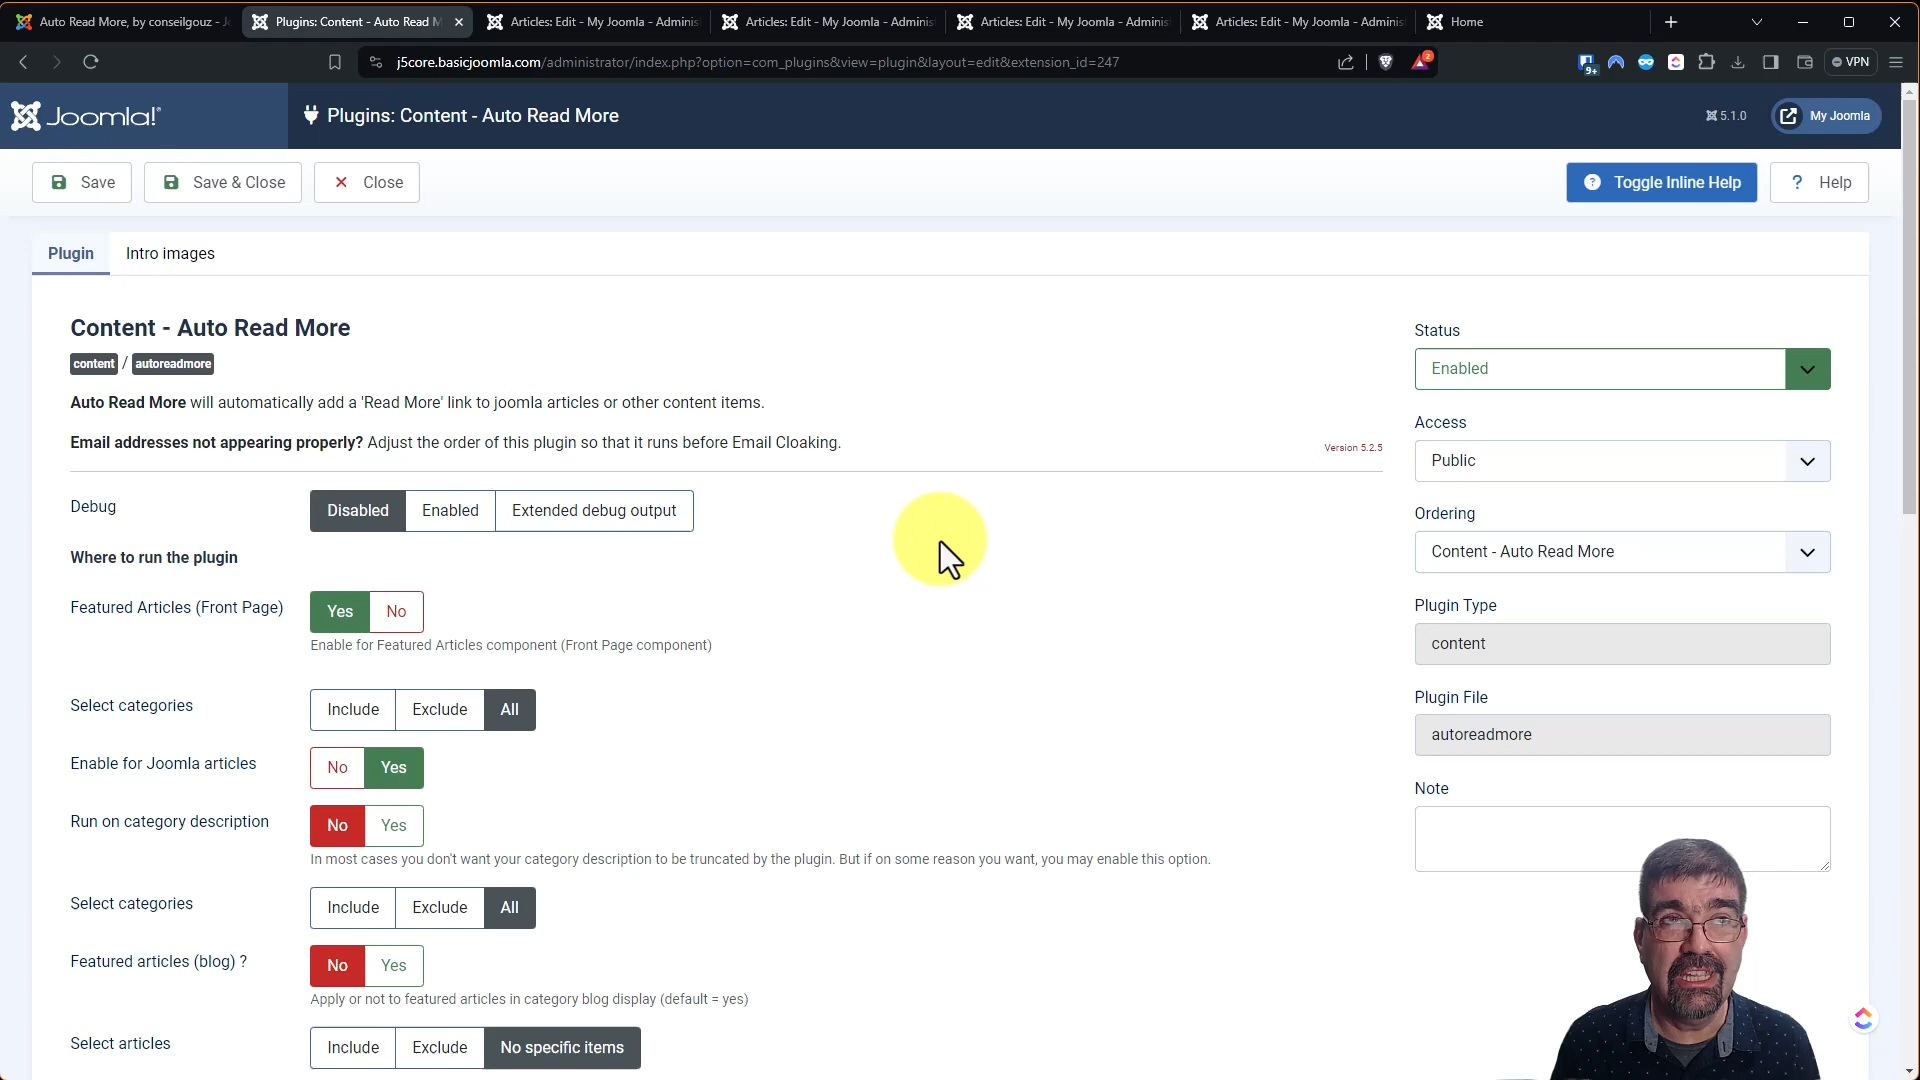 Auto Read More, by conseilgouz - Jo
Plugins: Content - Auto Read M
Articles: Edit - My Joomla - Adminis
Articles: Edit - My Joomla - Adminis
Articles: Edit - My Joomla - Adminis
Articles: Edit - My Joomla - Adminis
Home
j5core.basicjoomla.com/administrator/index.php?option=com_plugins&view=plugin&layout=edit&extension_id=247
2
9+
VPN
Joomla!
Plugins: Content - Auto Read More
5.1.0
My Joomla
Save
Save & Close
Close
Toggle Inline Help
? Help
Plugin
Intro images
Content - Auto Read More
content / autoreadmore
Auto Read More will automatically add a 'Read More' link to joomla articles or other content items.
Email addresses not appearing properly? Adjust the order of this plugin so that it runs before Email Cloaking.
Version 5.2.5
Debug
Disabled
Enabled
Extended debug output
Where to run the plugin
Featured Articles (Front Page)
Yes
No
Enable for Featured Articles component (Front Page component)
Select categories
Include
Exclude
All
Enable for Joomla articles
No
Yes
Run on category description
No
Yes
In most cases you don't want your category description to be truncated by the plugin. But if on some reason you want, you may enable this option.
Select categories
Include
Exclude
All
Featured articles (blog) ?
No
Yes
Apply or not to featured articles in category blog display (default = yes)
Select articles
Include
Exclude
No specific items
Status
Enabled
Access
Public
Ordering
Content - Auto Read More
Plugin Type
content
Plugin File
autoreadmore
Note